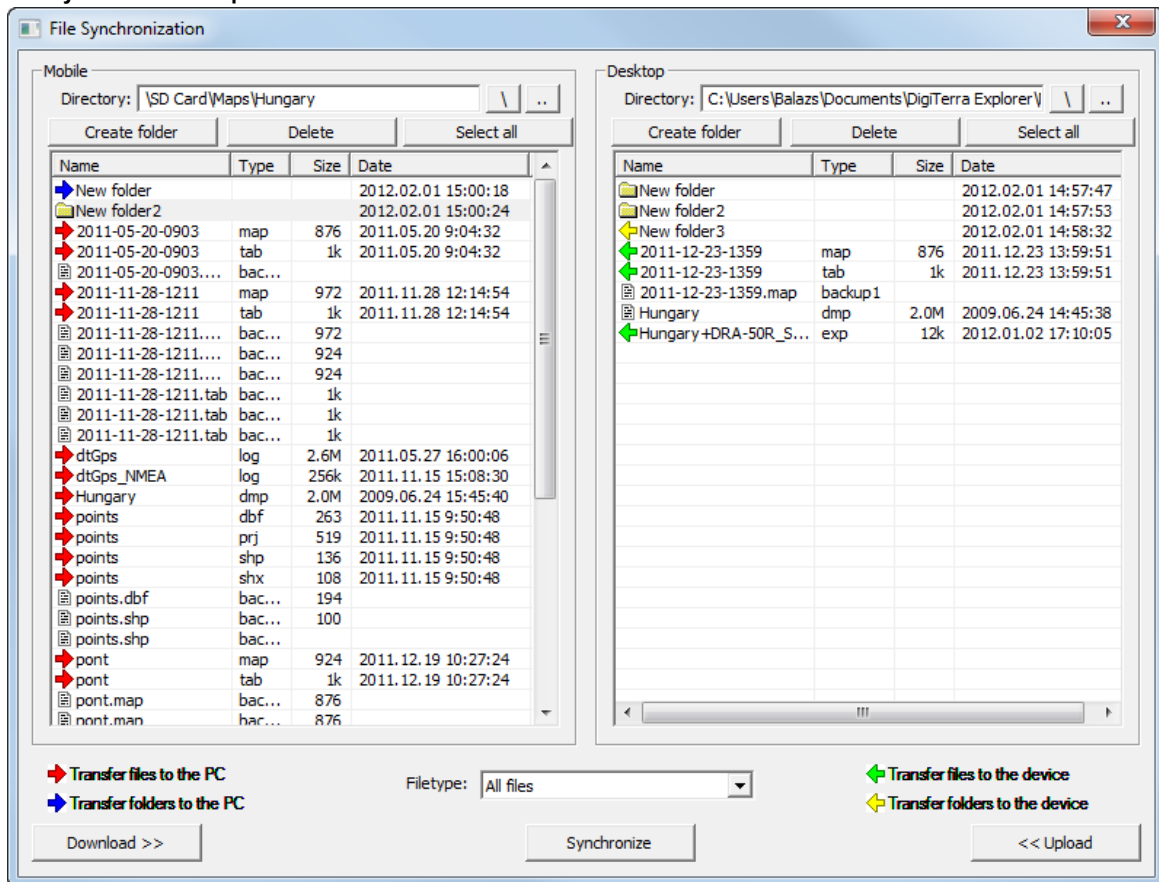 File Synchronization
Mobile
Directory: \SD Card\Maps\Hungary \ ..
Create folder Delete Select all
Name Type Size Date
New folder 2012.02.01 15:00:18
New folder2 2012.02.01 15:00:24
2011-05-20-0903 map 876 2011.05.20 9:04:32
2011-05-20-0903 tab 1k 2011.05.20 9:04:32
2011-05-20-0903.... bac...
2011-11-28-1211 map 972 2011.11.28 12:14:54
2011-11-28-1211 tab 1k 2011.11.28 12:14:54
2011-11-28-1211.... bac... 972
2011-11-28-1211.... bac... 924
2011-11-28-1211.... bac... 924
2011-11-28-1211.tab bac... 1k
2011-11-28-1211.tab bac... 1k
2011-11-28-1211.tab bac... 1k
dtGps log 2.6M 2011.05.27 16:00:06
dtGps_NMEA log 256k 2011.11.15 15:08:30
Hungary dmp 2.0M 2009.06.24 15:45:40
points dbf 263 2011.11.15 9:50:48
points prj 519 2011.11.15 9:50:48
points shp 136 2011.11.15 9:50:48
points shx 108 2011.11.15 9:50:48
points.dbf bac... 194
points.shp bac... 100
points.shp bac...
pont map 924 2011.12.19 10:27:24
pont tab 1k 2011.12.19 10:27:24
pont.map bac... 876
pont.map bac... 876
Desktop
Directory: C:\Users\Balazs\Documents\DigiTerra Explorer\ \ ..
Create folder Delete Select all
Name Type Size Date
New folder 2012.02.01 14:57:47
New folder2 2012.02.01 14:57:53
New folder3 2012.02.01 14:58:32
2011-12-23-1359 map 876 2011.12.23 13:59:51
2011-12-23-1359 tab 1k 2011.12.23 13:59:51
2011-12-23-1359.map backup1
Hungary dmp 2.0M 2009.06.24 14:45:38
Hungary+DRA-50R_S... exp 12k 2012.01.02 17:10:05
Transfer files to the PC
Transfer folders to the PC
Filetype: All files
Transfer files to the device
Transfer folders to the device
Download >> Synchronize << Upload